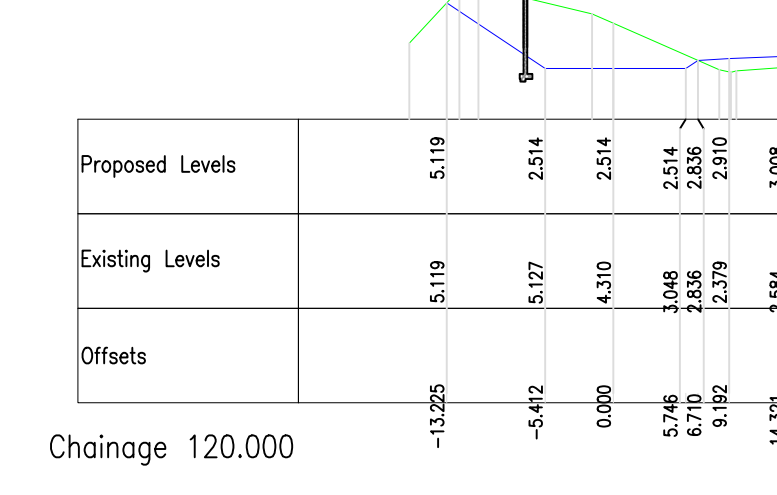 Proposed Levels 5.119 2.514 2.514 2.514 2.836 2.910
Existing Levels 5.119 5.127 4.310 3.048 2.836 2.379
Offsets -13.225 -5.412 0.000 5.746 6.710 9.192
Chainage 120.000